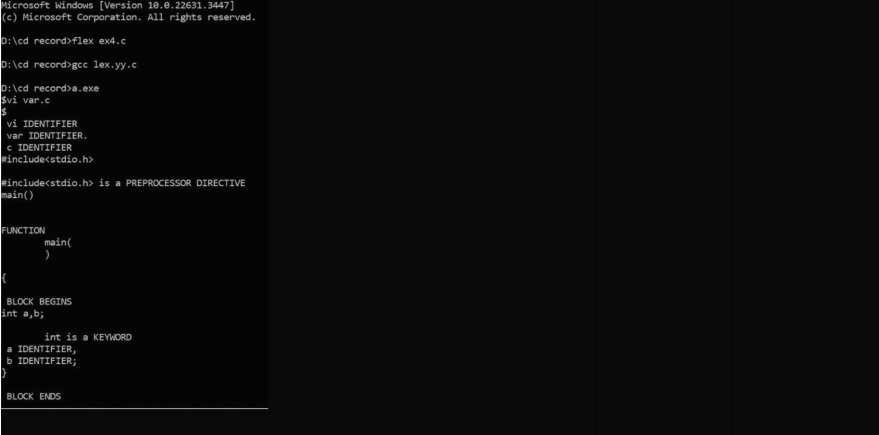 Microsoft Windows [Version 10.0.22631.3447]
(c) Microsoft Corporation. All rights reserved.
D:\cd record>flex ex4.c
D:\cd record>gcc lex.yy.c
D:\cd record>a.exe
$vi var.c
$
vi IDENTIFIER
var IDENTIFIER.
c IDENTIFIER
#include<stdio.h>
#include<stdio.h> is a PREPROCESSOR DIRECTIVE
main()
FUNCTION
main(
)
{
BLOCK BEGINS
int a,b;
int is a KEYWORD
a IDENTIFIER,
b IDENTIFIER;
}
BLOCK ENDS